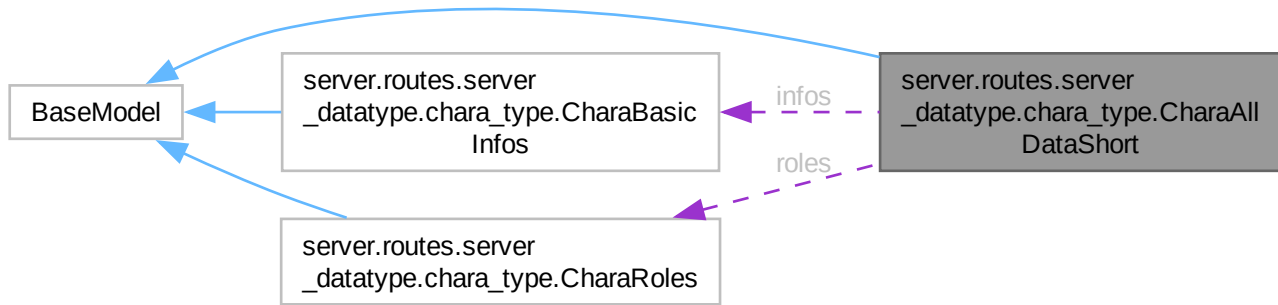 BaseModel
server.routes.server
_datatype.chara_type.CharaBasic
Infos
server.routes.server
_datatype.chara_type.CharaRoles
infos
roles
server.routes.server
_datatype.chara_type.CharaAll
DataShort